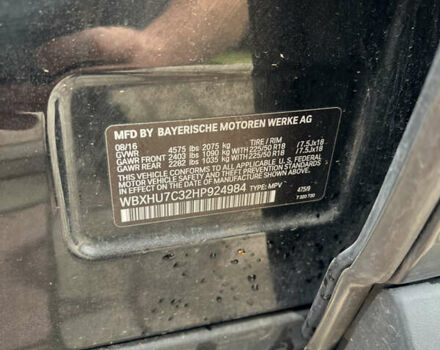 MFD BY BAYERISCHE MOTOREN WERKE AG
08/16 TIRE / RIM
GVWR 4575 lbs 2075 kg
GAWR FRONT 2403 lbs 1090 kg WITH 225/50 R18 / 7.5Jx18
GAWR REAR 2282 lbs 1035 kg WITH 225/50 R18 / 7.5Jx18
THIS VEHICLE CONFORMS TO ALL APPLICABLE U.S. FEDERAL
MOTOR VEHICLE SAFETY, BUMPER AND THEFT PREVENTION
STANDARDS IN EFFECT ON THE DATE OF MANUFACTURE
SHOWN ABOVE.
WBXHU7C32HP924984 TYPE: MPV 475/9